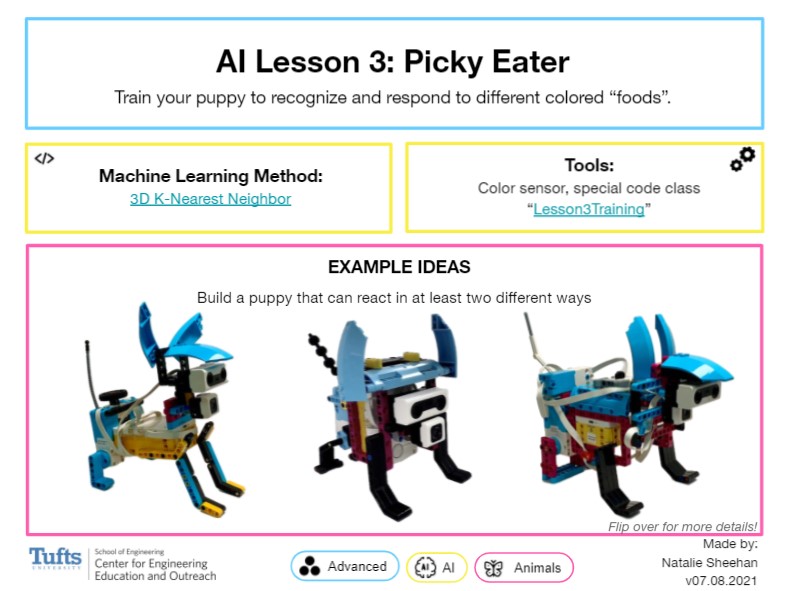 AI Lesson 3: Picky Eater
Train your puppy to recognize and respond to different colored “foods”.
</>
Machine Learning Method:
3D K-Nearest Neighbor
Tools:
Color sensor, special code class
“Lesson3Training”
EXAMPLE IDEAS
Build a puppy that can react in at least two different ways
Flip over for more details!
Tufts
UNIVERSITY
School of Engineering
Center for Engineering
Education and Outreach
Advanced
AI
AI
Animals
Made by:
Natalie Sheehan
v07.08.2021